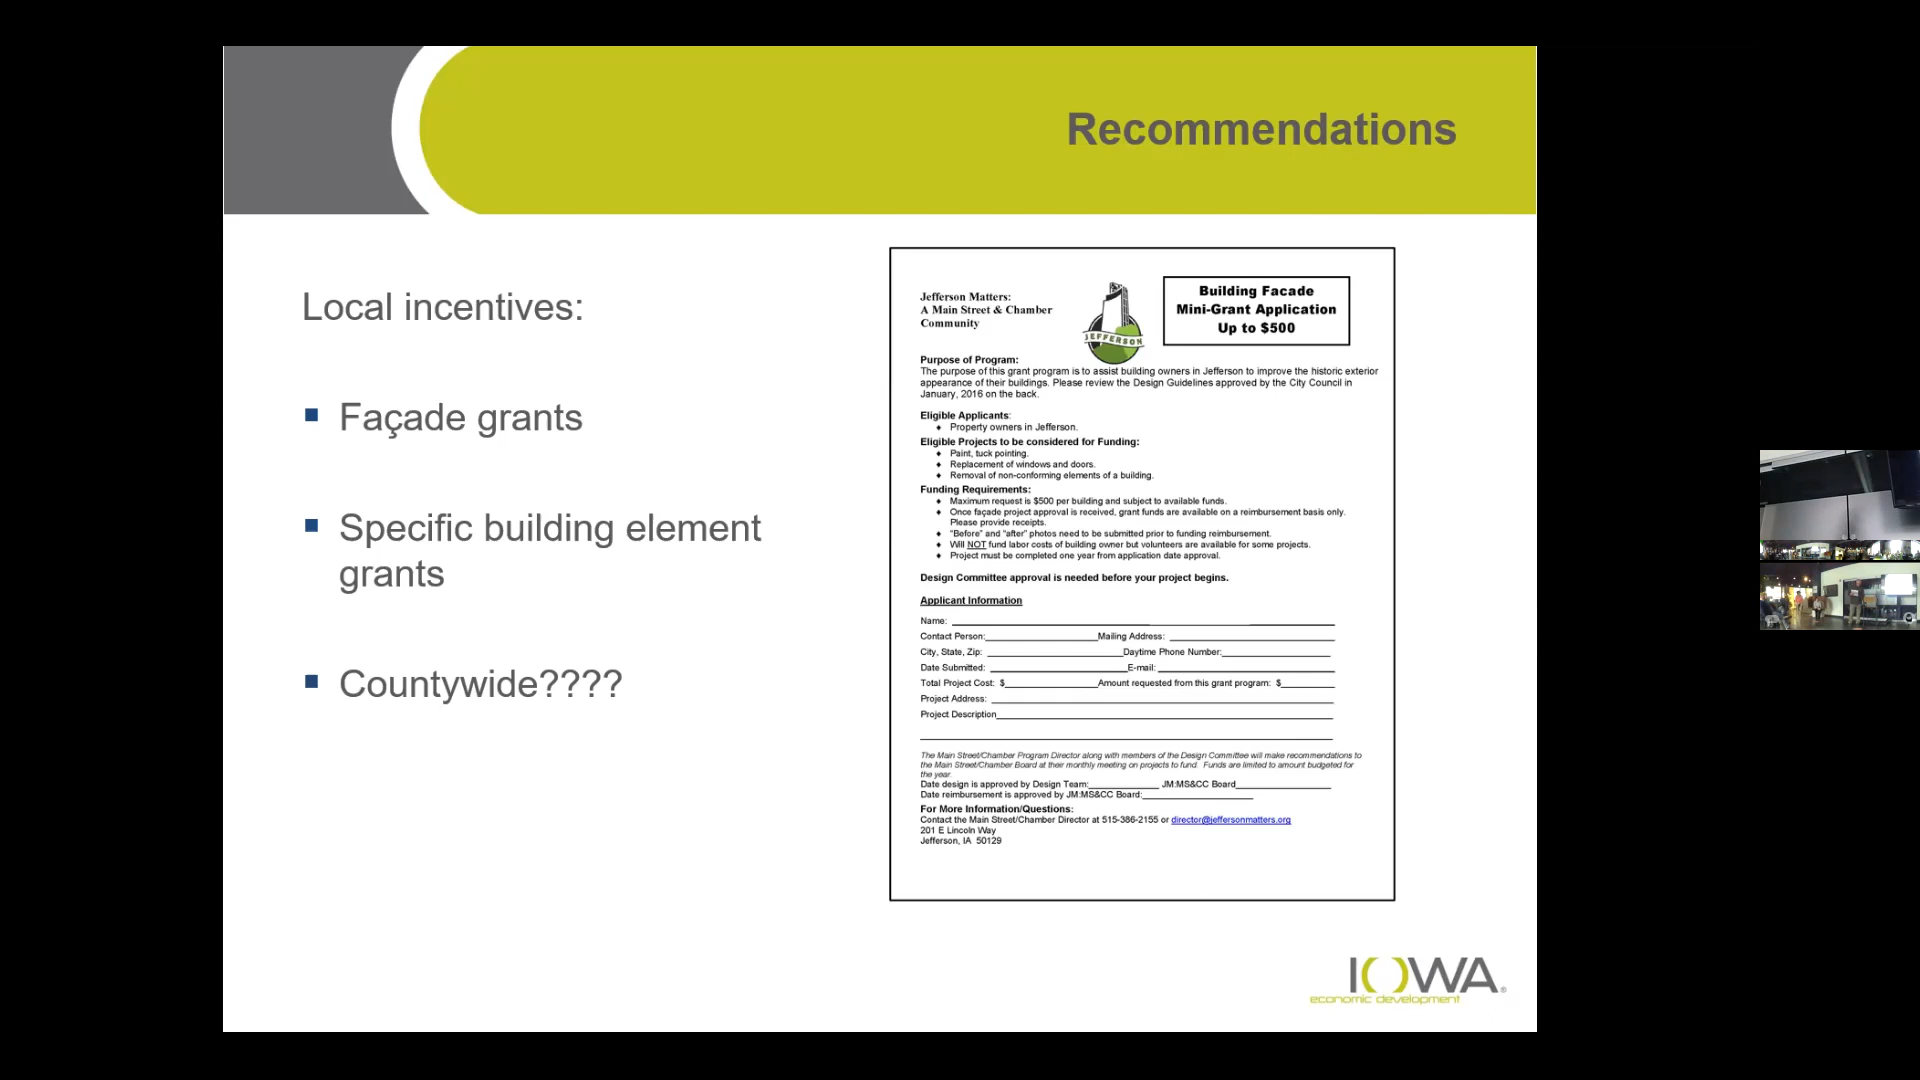 Recommendations
Local incentives:
▪ Façade grants
▪ Specific building element
grants
▪ Countywide????
Jefferson Matters:
A Main Street & Chamber
Community
JEFFERSON
Building Facade
Mini-Grant Application
Up to $500
Purpose of Program:
The purpose of this grant program is to assist building owners in Jefferson to improve the historic exterior
appearance of their buildings. Please review the Design Guidelines approved by the City Council in
January, 2016 on the back.
Eligible Applicants:
♦ Property owners in Jefferson.
Eligible Projects to be considered for Funding:
♦ Paint, tuck pointing.
♦ Replacement of windows and doors.
♦ Removal of non-conforming elements of a building.
Funding Requirements:
♦ Maximum request is $500 per building and subject to available funds.
♦ Once façade project approval is received, grant funds are available on a reimbursement basis only.
Please provide receipts.
♦ “Before” and “after” photos need to be submitted prior to funding reimbursement.
♦ Will NOT fund labor costs of building owner but volunteers are available for some projects.
♦ Project must be completed one year from application date approval.
Design Committee approval is needed before your project begins.
Applicant Information
Name:
Contact Person: Mailing Address:
City, State, Zip: Daytime Phone Number:
Date Submitted: E-mail:
Total Project Cost: $ Amount requested from this grant program: $
Project Address:
Project Description
The Main Street/Chamber Program Director along with members of the Design Committee will make recommendations to
the Main Street/Chamber Board at their monthly meeting on projects to fund. Funds are limited to amount budgeted for
the year.
Date design is approved by Design Team: JM:MS&CC Board
Date reimbursement is approved by JM:MS&CC Board:
For More Information/Questions:
Contact the Main Street/Chamber Director at 515-386-2155 or director@jeffersonmatters.org
201 E Lincoln Way
Jefferson, IA 50129
IOWA®
economic development